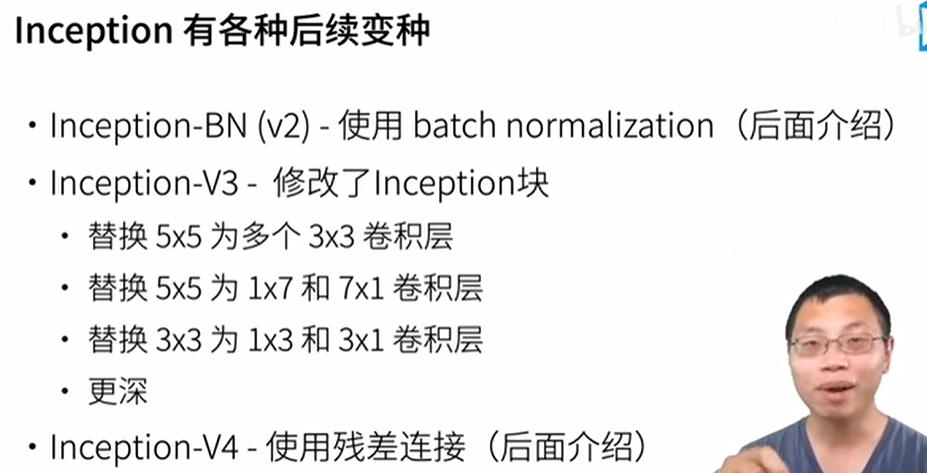 Inception 有各种后续变种
• Inception-BN (v2) - 使用 batch normalization（后面介绍）
• Inception-V3 - 修改了Inception块
• 替换 5x5 为多个 3x3 卷积层
• 替换 5x5 为 1x7 和 7x1 卷积层
• 替换 3x3 为 1x3 和 3x1 卷积层
• 更深
• Inception-V4 - 使用残差连接（后面介绍）